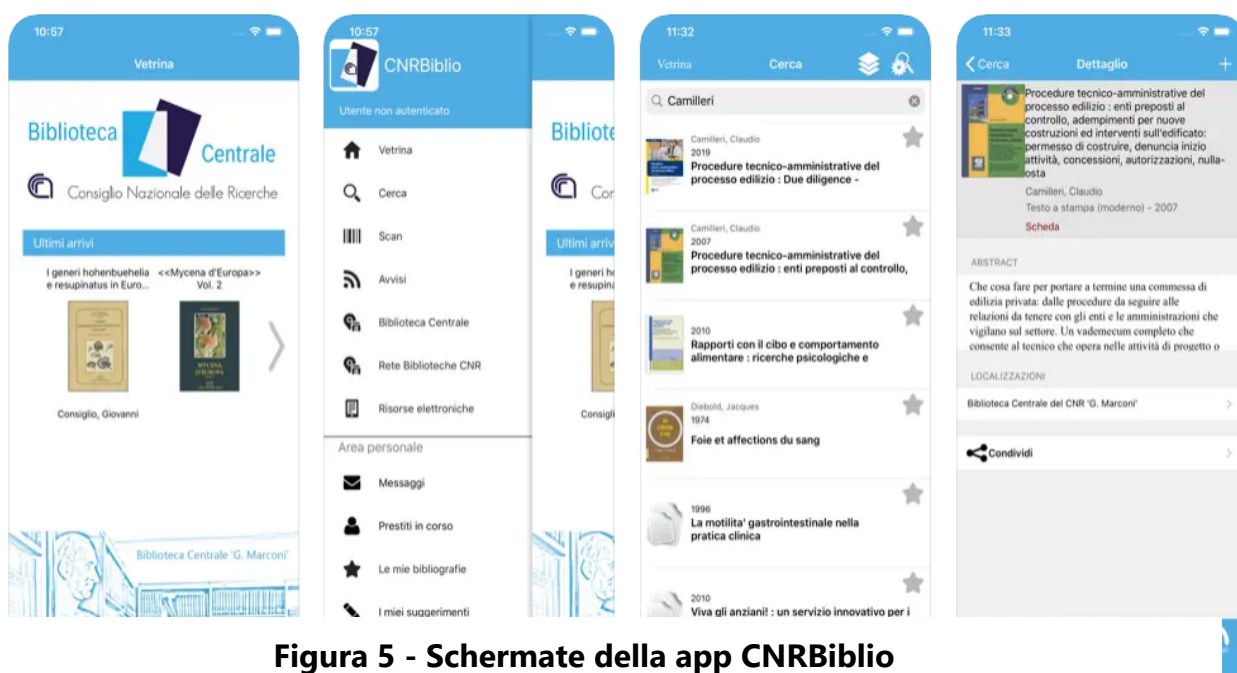 10:57
Vetrina
Biblioteca
Centrale
Consiglio Nazionale delle Ricerche
Ultimi arrivi
I generi hohenbuehelia
e resupinatus in Euro...
<<Mycena d'Europa>>
Vol. 2
MYCENA
D'EUROPA
Consiglio, Giovanni
Biblioteca Centrale 'G. Marconi'
10:57
CNRBiblio
Utente non autenticato
Vetrina
Cerca
Scan
Avvisi
Biblioteca Centrale
Rete Biblioteche CNR
Risorse elettroniche
Area personale
Messaggi
Prestiti in corso
Le mie bibliografie
I miei suggerimenti
Bibliote
Cor
Ultimi arriv
I generi ho
e resupina
Consigli
11:32
Vetrina
Cerca
Camilleri
Camilleri, Claudio
2019
Procedure tecnico-amministrative del
processo edilizio : Due diligence -
Camilleri, Claudio
2007
Procedure tecnico-amministrative del
processo edilizio : enti preposti al controllo,
2010
Rapporti con il cibo e comportamento
alimentare : ricerche psicologiche e
Diebold, Jacques
1974
Foie et affections du sang
1996
La motilita' gastrointestinale nella
pratica clinica
2010
Viva gli anziani! : un servizio innovativo per i
11:33
Cerca
Dettaglio
Procedure tecnico-amministrative del
processo edilizio : enti preposti al
controllo, adempimenti per nuove
costruzioni ed interventi sull'edificato:
permesso di costruire, denuncia inizio
attività, concessioni, autorizzazioni, nulla-
osta
Camilleri, Claudio
Testo a stampa (moderno) - 2007
Scheda
ABSTRACT
Che cosa fare per portare a termine una commessa di
edilizia privata: dalle procedure da seguire alle
relazioni da tenere con gli enti e le amministrazioni che
vigilano sul settore. Un vademecum completo che
consente al tecnico che opera nelle attività di progetto o
LOCALIZZAZIONI
Biblioteca Centrale del CNR 'G. Marconi'
Condividi
Figura 5 - Schermate della app CNRBiblio